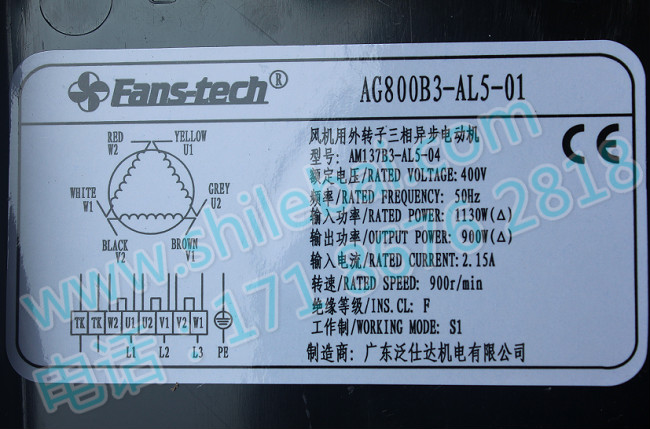 Fans-tech®
AG800B3-AL5-01
RED
W2
YELLOW
U1
WHITE
W1
GREY
U2
BLACK
V2
BROWN
V1
TK TK W2 U1 U2 V1 V2 W1
L1 L2 L3 PE
风机用外转子三相异步电动机
型号: AM137B3-AL5-04
额定电压/RATED VOLTAGE: 400V
频率/RATED FREQUENCY: 50Hz
输入功率/RATED POWER: 1130W(△)
输出功率/OUTPUT POWER: 900W(△)
输入电流/RATED CURRENT: 2.15A
转速/RATED SPEED: 900r/min
绝缘等级/INS.CL: F
工作制/WORKING MODE: S1
制造商: 广东泛仕达机电有限公司
CE
www.shilehai.com
电话: